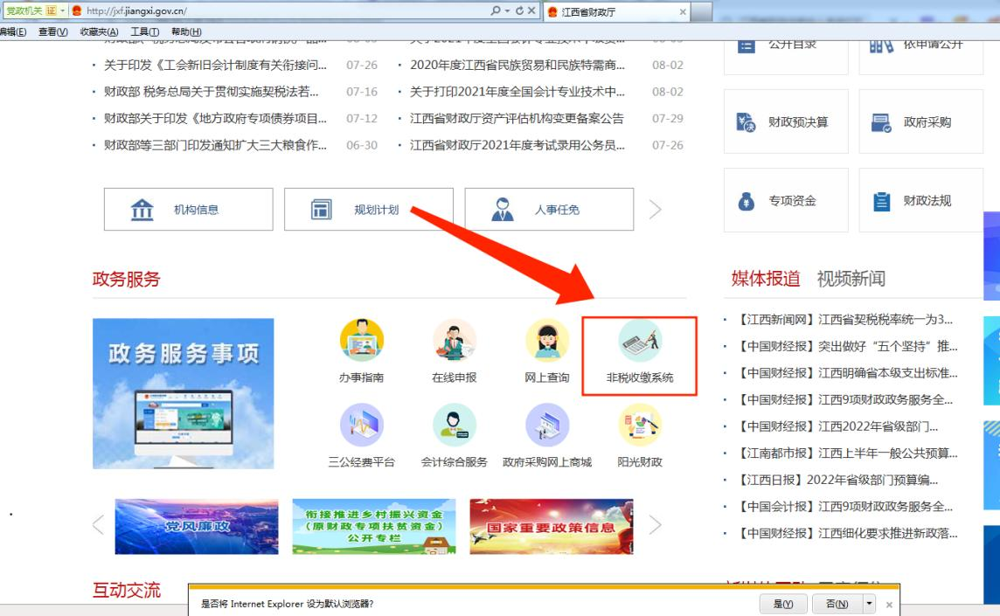 党政机关 证 http://jxf.jiangxi.gov.cn/ 江西省财政厅
编辑(E) 查看(V) 收藏夹(A) 工具(T) 帮助(H)
关于印发《工会新旧会计制度有关衔接问... 07-26
财政部 税务总局关于贯彻实施契税法若... 07-16
财政部关于印发《地方政府专项债券项目... 07-12
财政部等三部门印发通知扩大三大粮食作... 06-30
2020年度江西省民族贸易和民族特需商... 08-02
关于打印2021年度全国会计专业技术中... 08-02
江西省财政厅资产评估机构变更备案公告 07-29
江西省财政厅2021年度考试录用公务员... 07-26
公开目录 依申请公开
财政预决算 政府采购
专项资金 财政法规
机构信息 规划计划 人事任免
政务服务
政务服务事项
办事指南 在线申报 网上查询 非税收缴系统
三公经费平台 会计综合服务 政府采购网上商城 阳光财政
媒体报道 视频新闻
【江西新闻网】江西省契税税率统一为3...
【中国财经报】突出做好“五个坚持”推...
【中国财经报】江西明确省本级支出标准...
【中国财经报】江西9项财政政务服务全...
【中国财经报】江西2022年省级部门...
【江南都市报】江西上半年一般公共预算...
【江西日报】2022年省级部门预算编...
【中国会计报】江西9项财政政务服务全...
【中国财经报】江西细化要求推进新政落...
党风廉政
衔接推进乡村振兴资金
(原财政专项扶贫资金)
公开专栏
国家重要政策信息
互动交流
是否将 Internet Explorer 设为默认浏览器?
是(Y) 否(N)